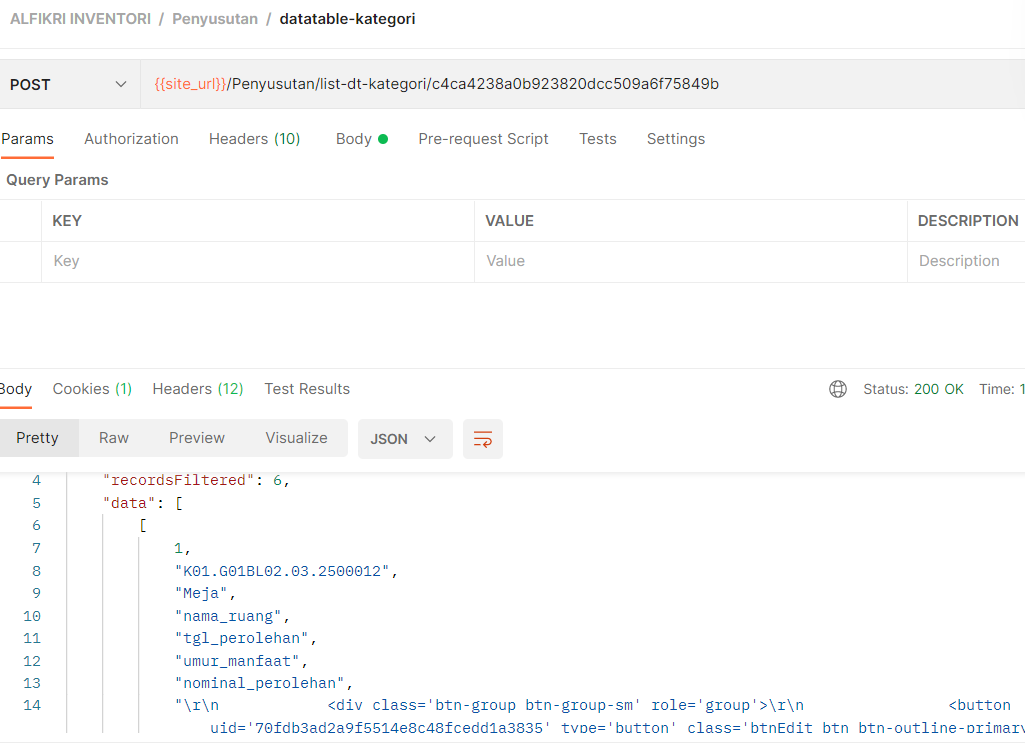 ALFIKRI INVENTORI / Penyusutan / datatable-kategori
POST {{site_url}}/Penyusutan/list-dt-kategori/c4ca4238a0b923820dcc509a6f75849b
Params Authorization Headers (10) Body Pre-request Script Tests Settings
Query Params
KEY VALUE DESCRIPTION
Key Value Description
Body Cookies (1) Headers (12) Test Results Status: 200 OK Time: 1
Pretty Raw Preview Visualize JSON
4 "recordsFiltered": 6,
5 "data": [
6 [
7 1,
8 "K01.G01BL02.03.2500012",
9 "Meja",
10 "nama_ruang",
11 "tgl_perolehan",
12 "umur_manfaat",
13 "nominal_perolehan",
14 "\r\n <div class='btn-group btn-group-sm' role='group'>\r\n <button
uid='70fdb3ad2a9f5514e8c48fcedd1a3835' type='button' class='btnEdit btn btn-outline-primary